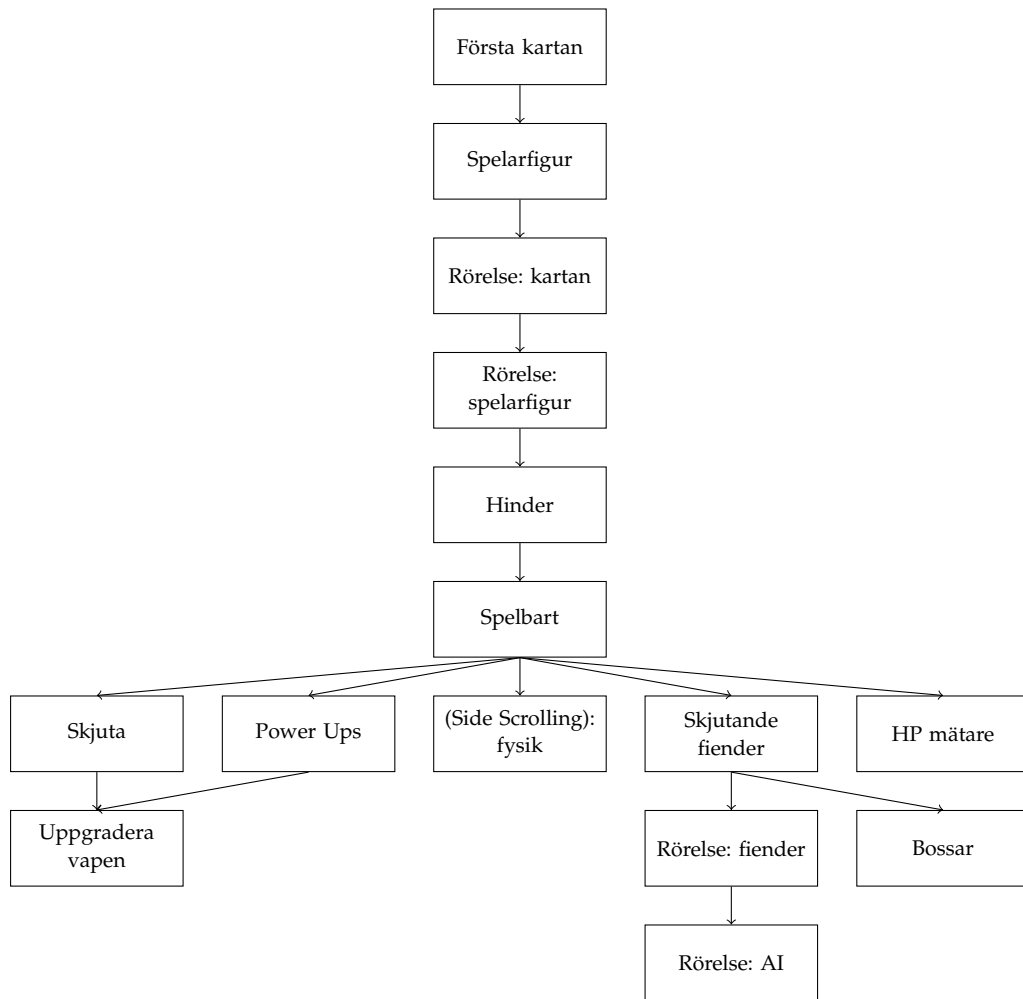 Första kartan
Spelarfigur
Rörelse: kartan
Rörelse:
spelarfigur
Hinder
Spelbart
Skjuta
Power Ups
(Side Scrolling):
fysik
Skjutande
fiender
HP mätare
Uppgradera
vapen
Rörelse: fiender
Bossar
Rörelse: AI